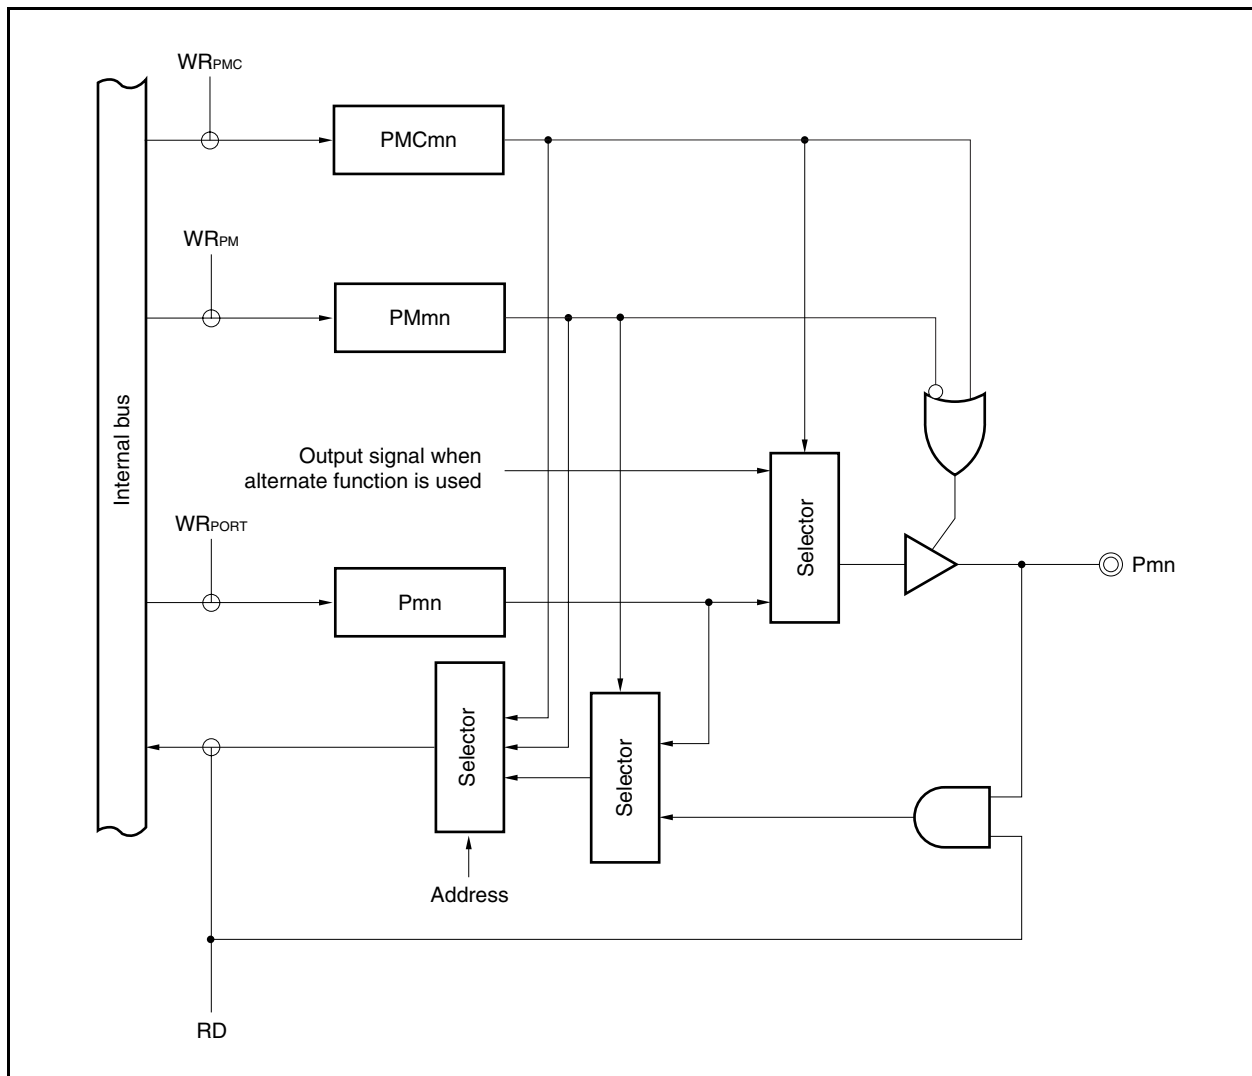 WRPMC
PMCmn
WRPM
PMmn
Internal bus
Output signal when
alternate function is used
Selector
WRPORT
Pmn
Pmn
Selector
Selector
Address
RD